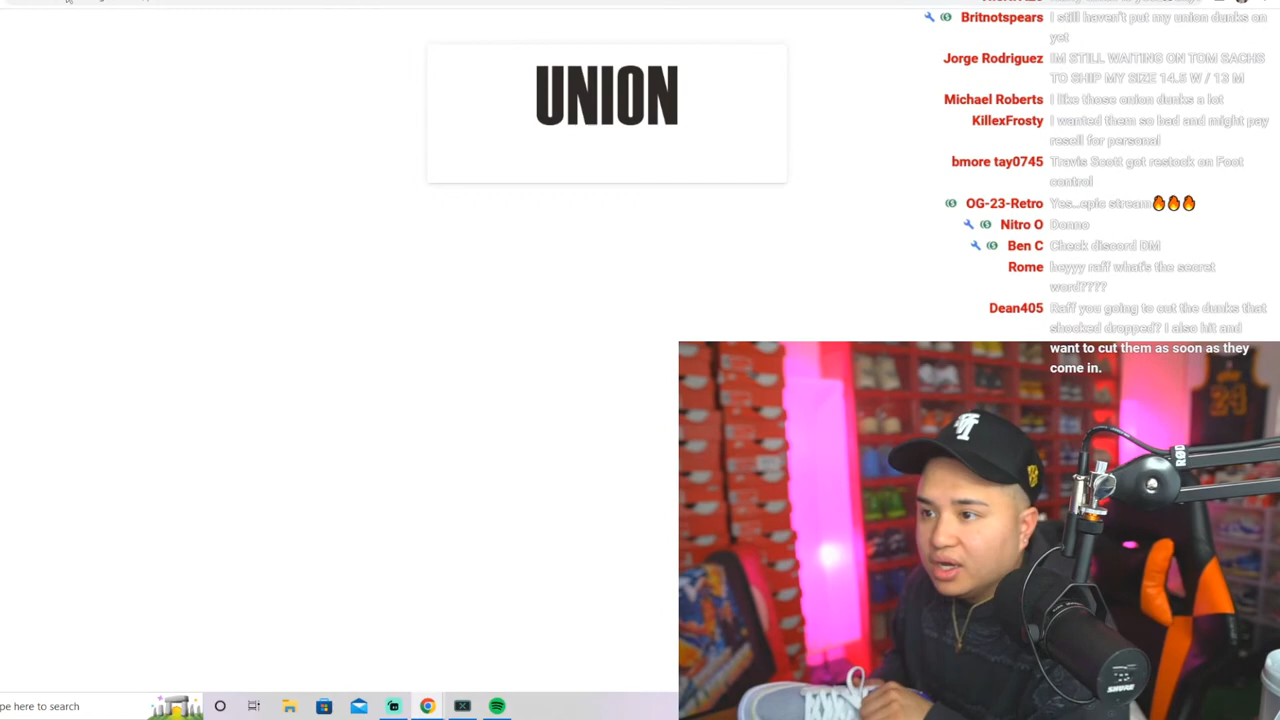 UNION
Britnotspears I still haven't put my union dunks on
yet
Jorge Rodriguez IM STILL WAITING ON TOM SACHS
TO SHIP MY SIZE 14.5 W / 13 M
Michael Roberts I like those onion dunks a lot
KillexFrosty I wanted them so bad and might pay
resell for personal
bmore tay0745 Travis Scott got restock on Foot
control
OG-23-Retro Yes...epic stream🔥🔥🔥
Nitro O Donno
Ben C Check discord DM
Rome heyyy raff what's the secret
word????
Dean405 Raff you going to cut the dunks that
shocked dropped? I also hit and
want to cut them as soon as they
come in.
24
RØD
SHURE
pe here to search